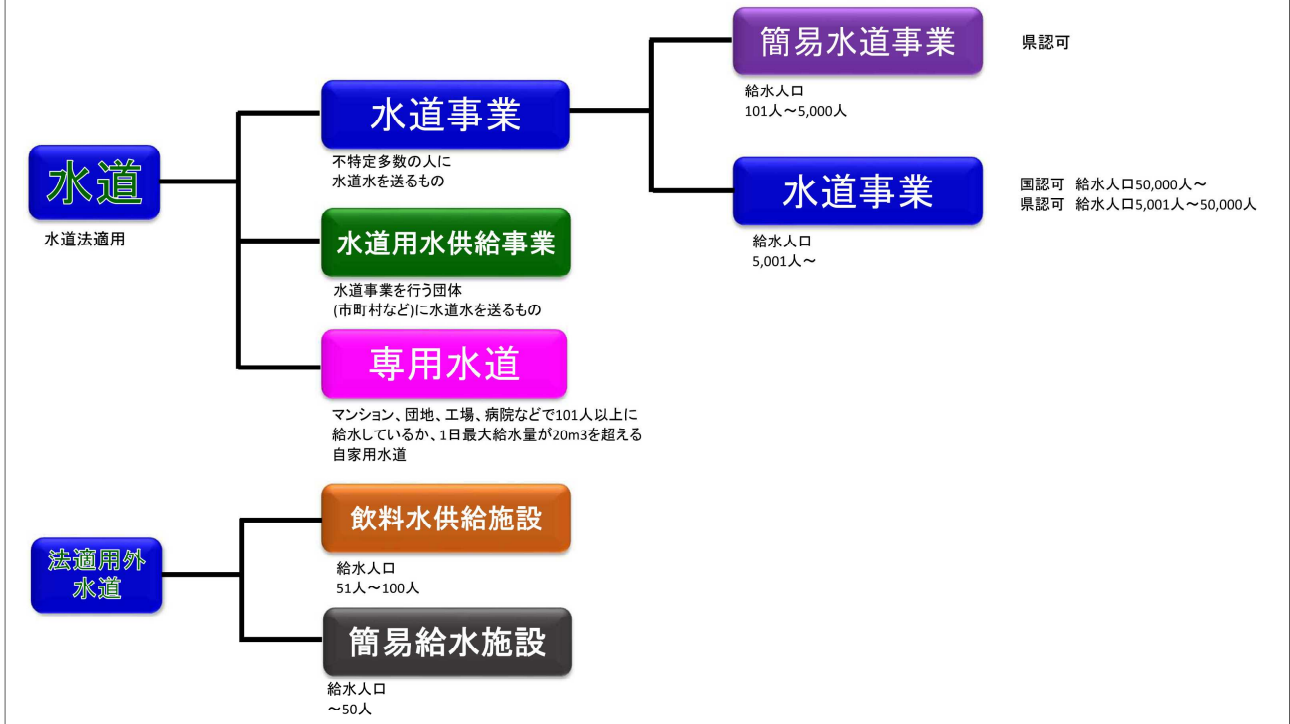 水道
水道法適用
水道事業
不特定多数の人に
水道水を送るもの
簡易水道事業
県認可
給水人口
101人～5,000人
水道事業
国認可 給水人口50,000人～
県認可 給水人口5,001人～50,000人
給水人口
5,001人～
水道用水供給事業
水道事業を行う団体
(市町村など)に水道水を送るもの
専用水道
マンション、団地、工場、病院などで101人以上に
給水しているか、1日最大給水量が20m3を超える
自家用水道
法適用外
水道
飲料水供給施設
給水人口
51人～100人
簡易給水施設
給水人口
～50人